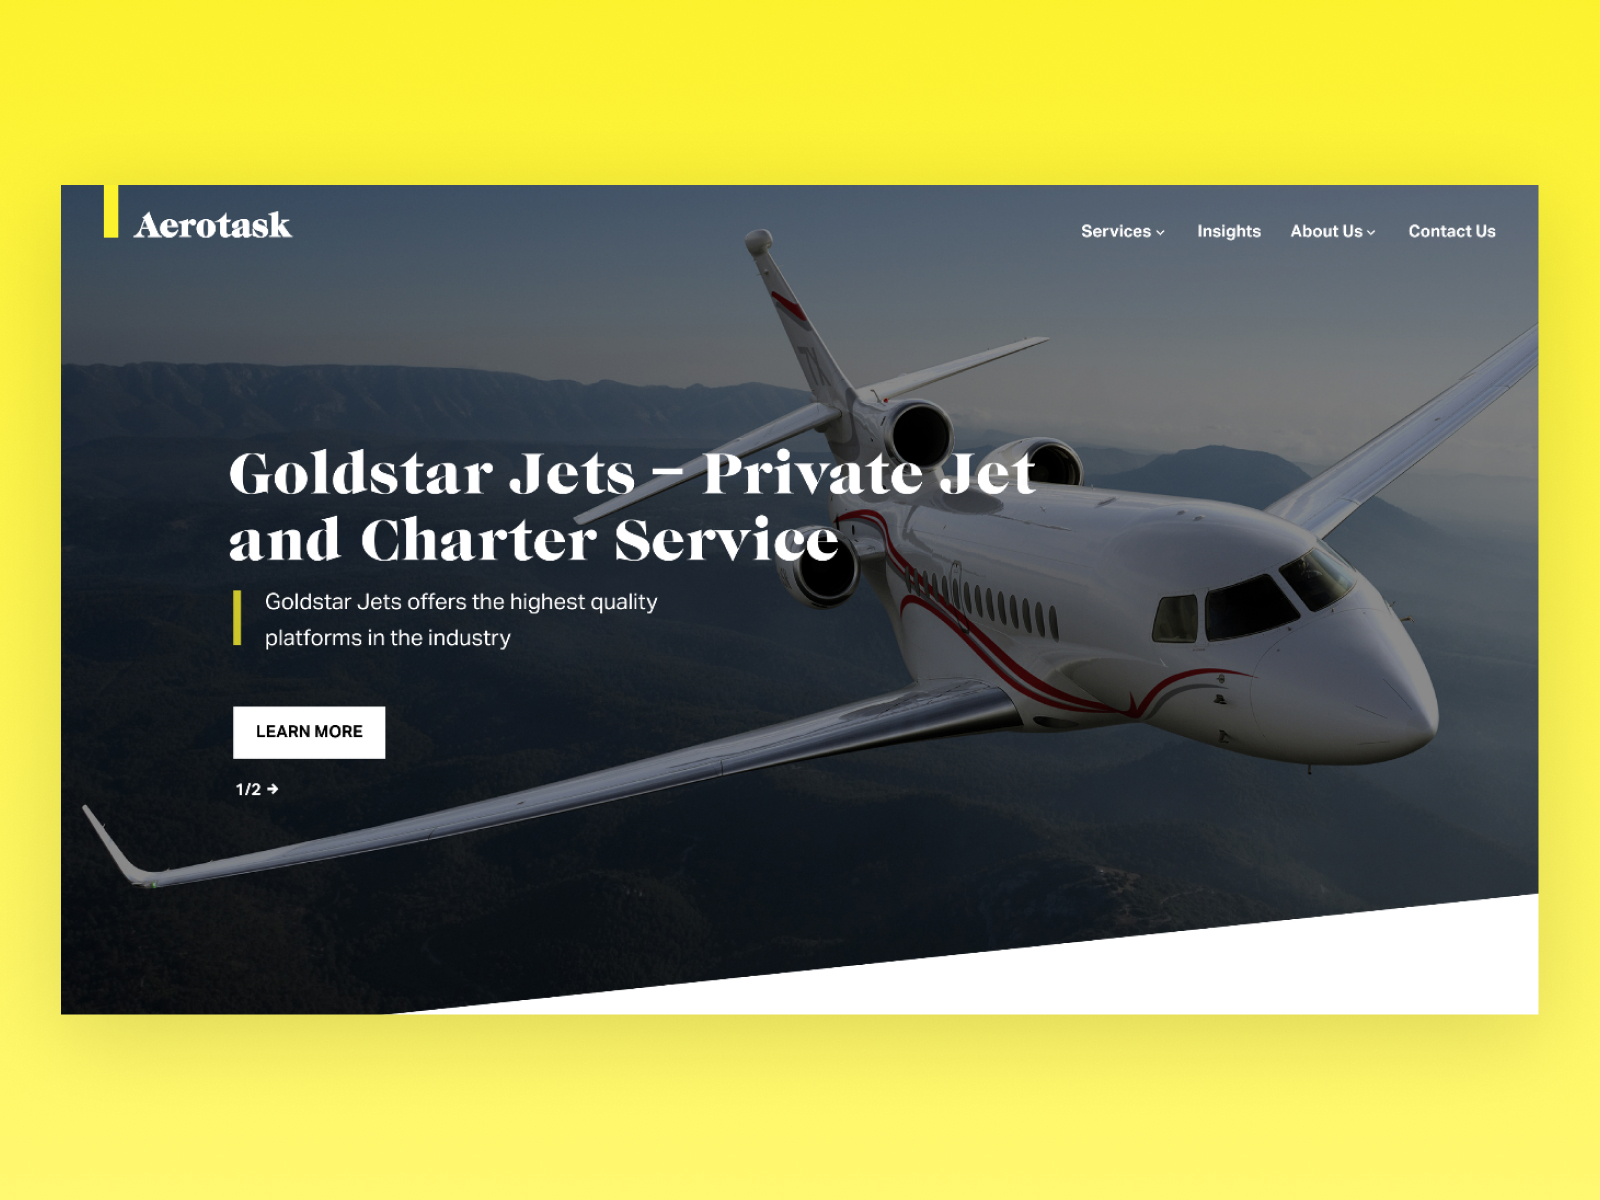 Aerotask
Services Insights About Us Contact Us
Goldstar Jets – Private Jet
and Charter Service
Goldstar Jets offers the highest quality
platforms in the industry
LEARN MORE
1/2 →
7X